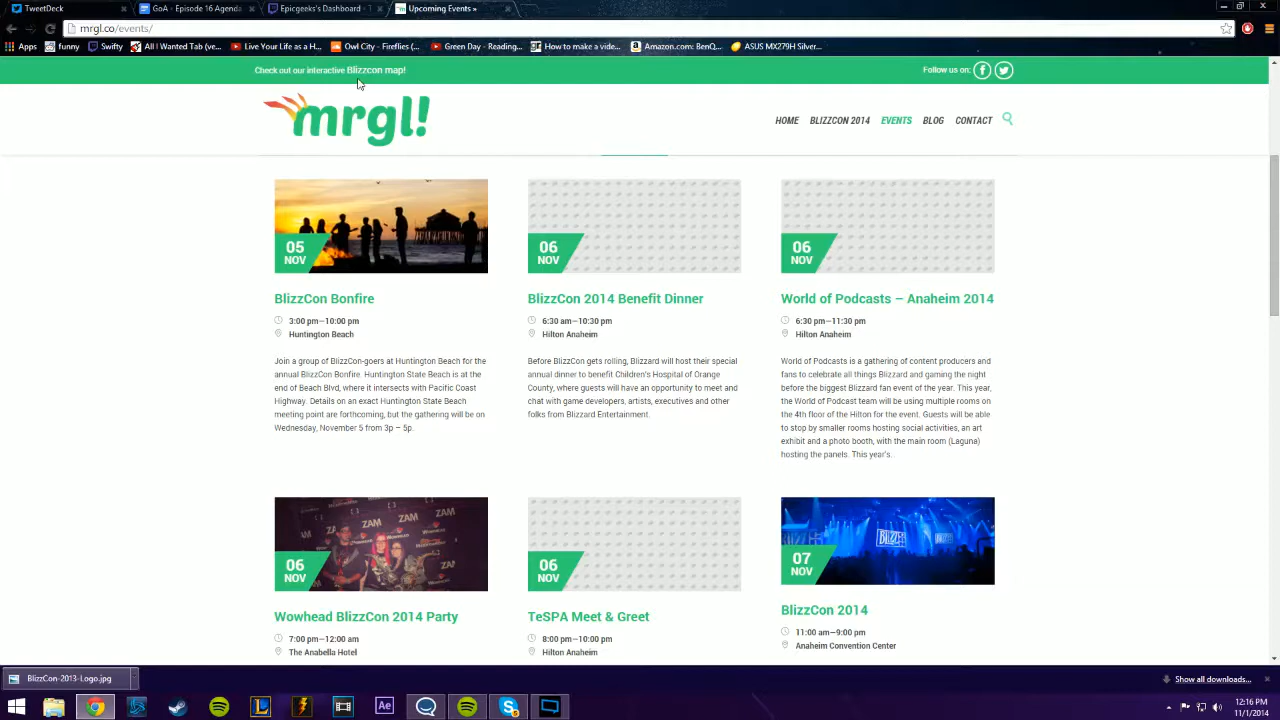 TweetDeck
GoA - Episode 16 Agenda
Epicgeeks's Dashboard - T
Upcoming Events »
mrgl.co/events/
Apps
funny
Swifty
All I Wanted Tab (ve...
Live Your Life as a H...
Owl City - Fireflies (...
Green Day - Reading...
How to make a vide...
Amazon.com: BenQ...
ASUS MX279H Silver...
Check out our interactive Blizzcon map!
Follow us on:
mrgl!
HOME BLIZZCON 2014 EVENTS BLOG CONTACT
05
NOV
BlizzCon Bonfire
3:00 pm—10:00 pm
Huntington Beach
Join a group of BlizzCon-goers at Huntington Beach for the
annual BlizzCon Bonfire. Huntington State Beach is at the
end of Beach Blvd, where it intersects with Pacific Coast
Highway. Details on an exact Huntington State Beach
meeting point are forthcoming, but the gathering will be on
Wednesday, November 5 from 3p – 5p.
06
NOV
BlizzCon 2014 Benefit Dinner
6:30 am—10:30 pm
Hilton Anaheim
Before BlizzCon gets rolling, Blizzard will host their special
annual dinner to benefit Children's Hospital of Orange
County, where guests will have an opportunity to meet and
chat with game developers, artists, executives and other
folks from Blizzard Entertainment.
06
NOV
World of Podcasts – Anaheim 2014
6:30 pm—11:30 pm
Hilton Anaheim
World of Podcasts is a gathering of content producers and
fans to celebrate all things Blizzard and gaming the night
before the biggest Blizzard fan event of the year. This year,
the World of Podcast team will be using multiple rooms on
the 4th floor of the Hilton for the event. Guests will be able
to stop by smaller rooms hosting social activities, an art
exhibit and a photo booth, with the main room (Laguna)
hosting the panels. This year's.
ZAM
ZAM
06
NOV
Wowhead BlizzCon 2014 Party
7:00 pm—12:00 am
The Anabella Hotel
06
NOV
TeSPA Meet & Greet
8:00 pm—10:00 pm
Hilton Anaheim
07
NOV
BlizzCon 2014
11:00 am—9:00 pm
Anaheim Convention Center
BlizzCon-2013-Logo.jpg
Show all downloads...
Ae
12:16 PM
11/1/2014